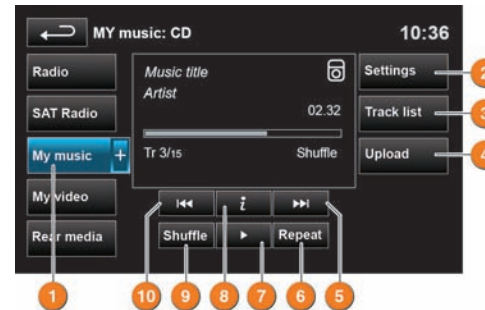 MY music: CD
10:36
Radio
SAT Radio
My music +
My video
Rear media
Music title
Artist
02.32
Tr 3/15
Shuffle
Settings
Track list
Upload
i
Shuffle
Repeat
1
10
9
8
7
6
5
2
3
4